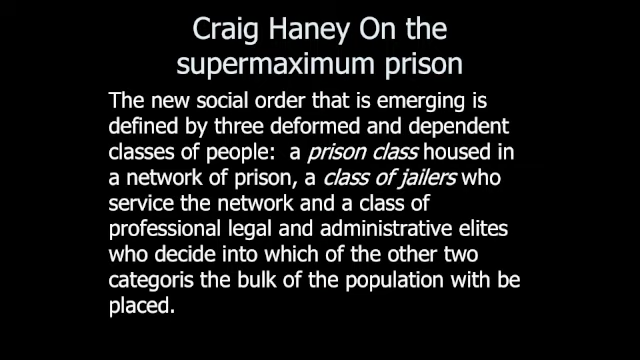 Craig Haney On the
supermaximum prison
The new social order that is emerging is
defined by three deformed and dependent
classes of people:  a prison class housed in
a network of prison, a class of jailers who
service the network and a class of
professional legal and administrative elites
who decide into which of the other two
categoris the bulk of the population with be
placed.